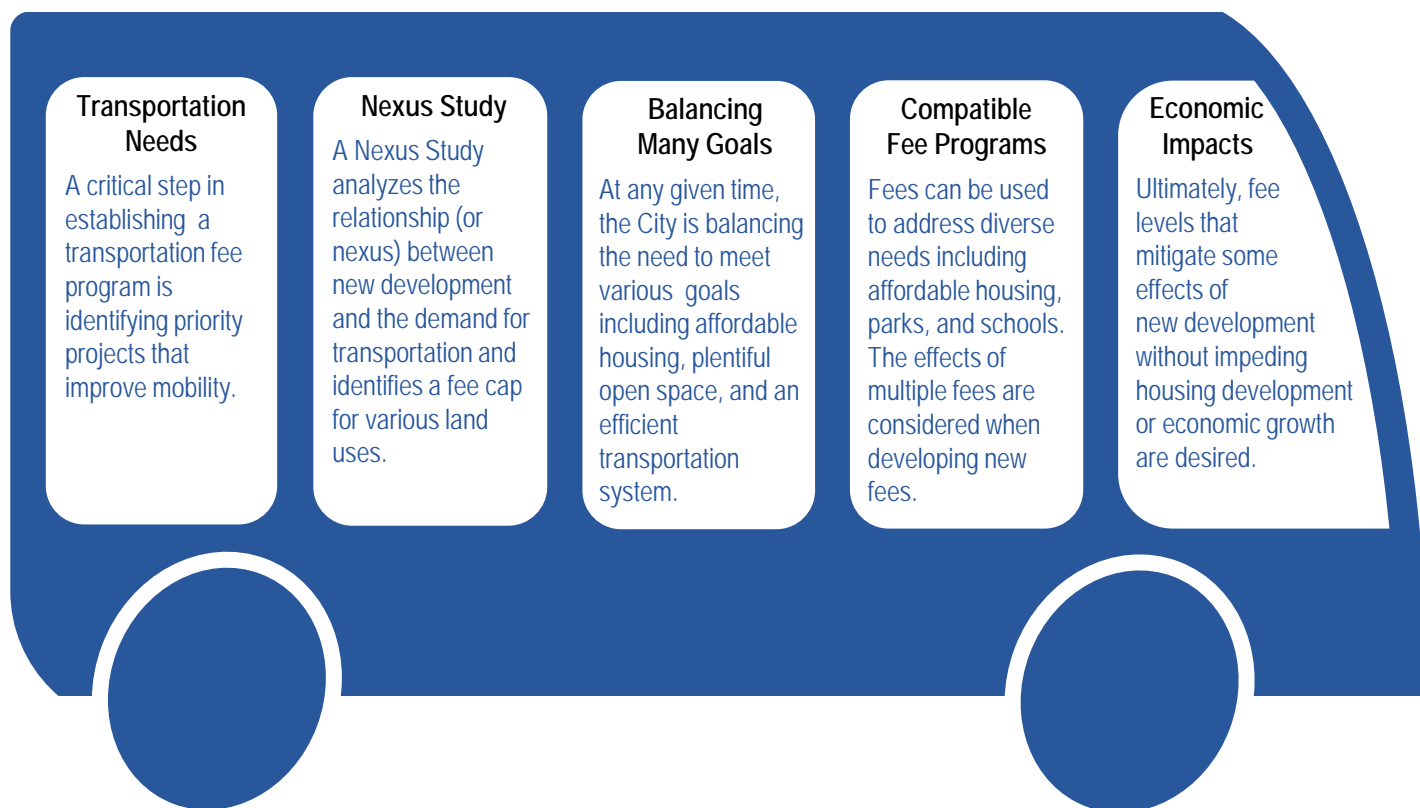 Transportation
Needs
A critical step in
establishing a
transportation fee
program is
identifying priority
projects that
improve mobility.
Nexus Study
A Nexus Study
analyzes the
relationship (or
nexus) between
new development
and the demand for
transportation and
identifies a fee cap
for various land
uses.
Balancing
Many Goals
At any given time,
the City is balancing
the need to meet
various goals
including affordable
housing, plentiful
open space, and an
efficient
transportation
system.
Compatible
Fee Programs
Fees can be used
to address diverse
needs including
affordable housing,
parks, and schools.
The effects of
multiple fees are
considered when
developing new
fees.
Economic
Impacts
Ultimately, fee
levels that
mitigate some
effects of
new development
without impeding
housing development
or economic growth
are desired.